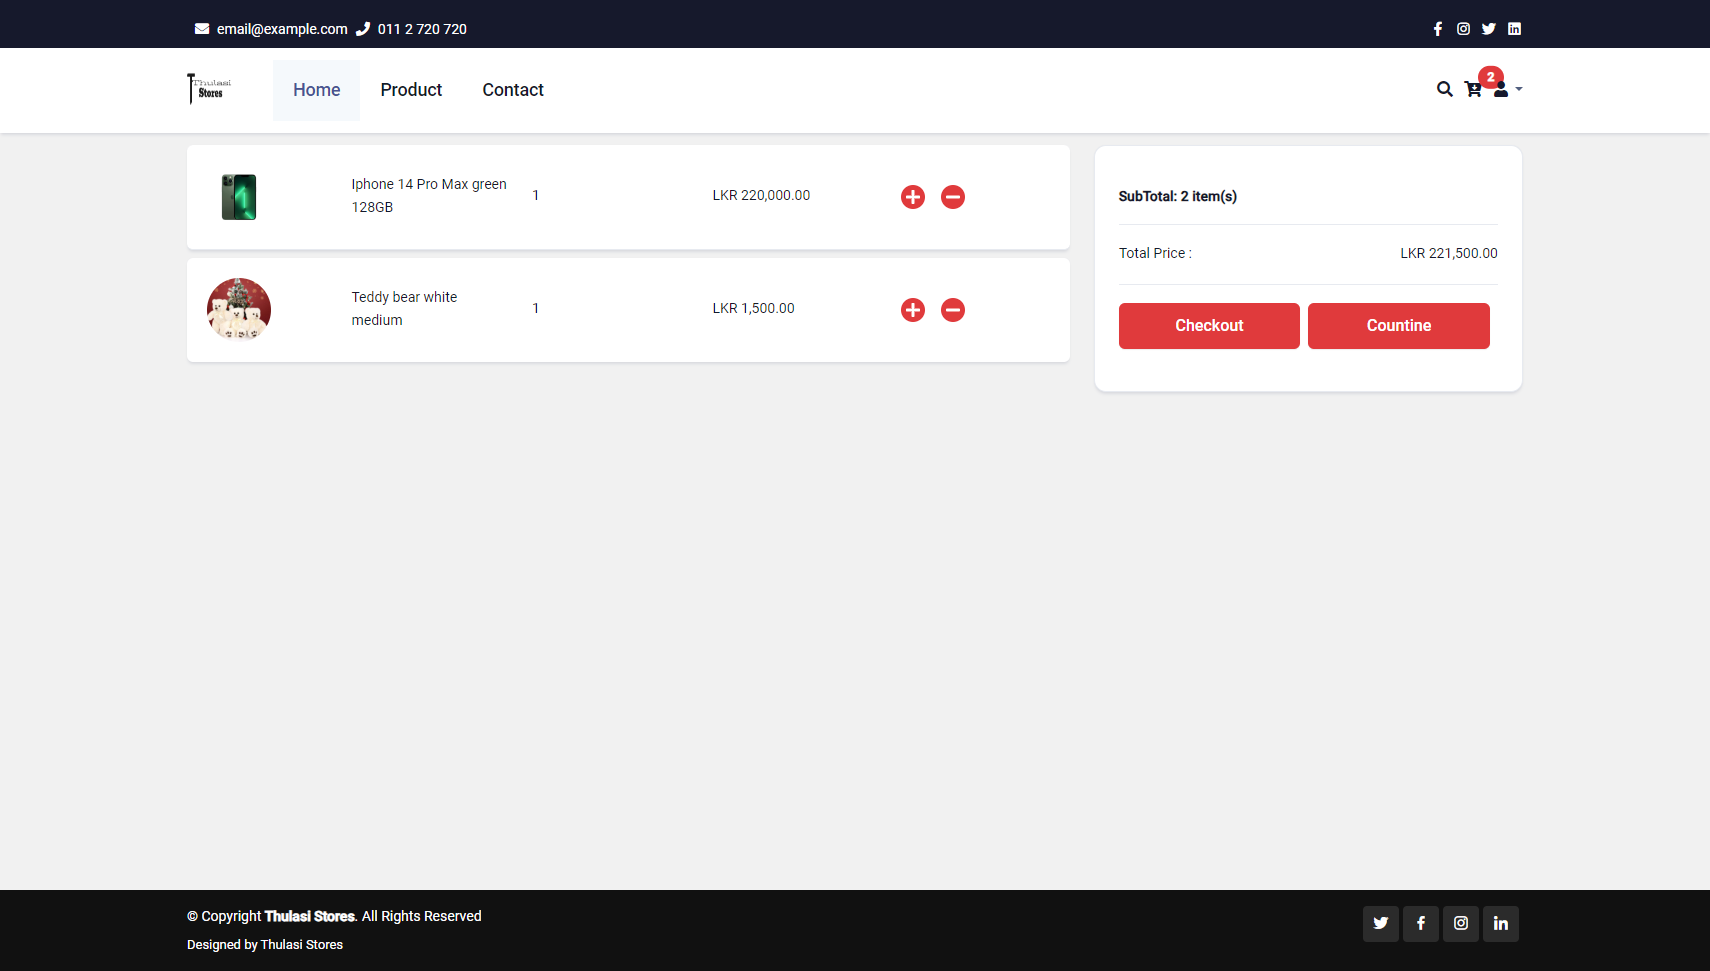 email@example.com 011 2 720 720
Thulasi
Stores
Home Product Contact
2
Iphone 14 Pro Max green
128GB
1
LKR 220,000.00
Teddy bear white
medium
1
LKR 1,500.00
SubTotal: 2 item(s)
Total Price : LKR 221,500.00
Checkout Countine
© Copyright Thulasi Stores. All Rights Reserved
Designed by Thulasi Stores